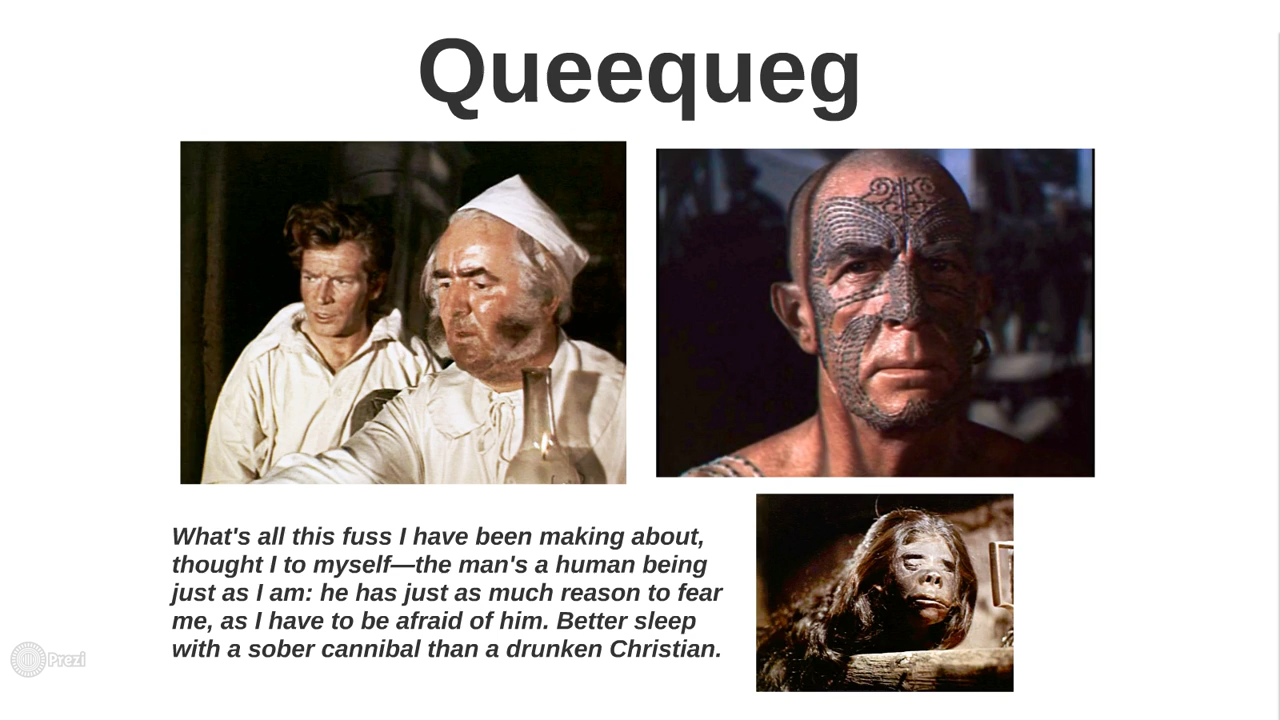 Queequeg
What's all this fuss I have been making about,
thought I to myself—the man's a human being
just as I am: he has just as much reason to fear
me, as I have to be afraid of him. Better sleep
with a sober cannibal than a drunken Christian.
Prezi